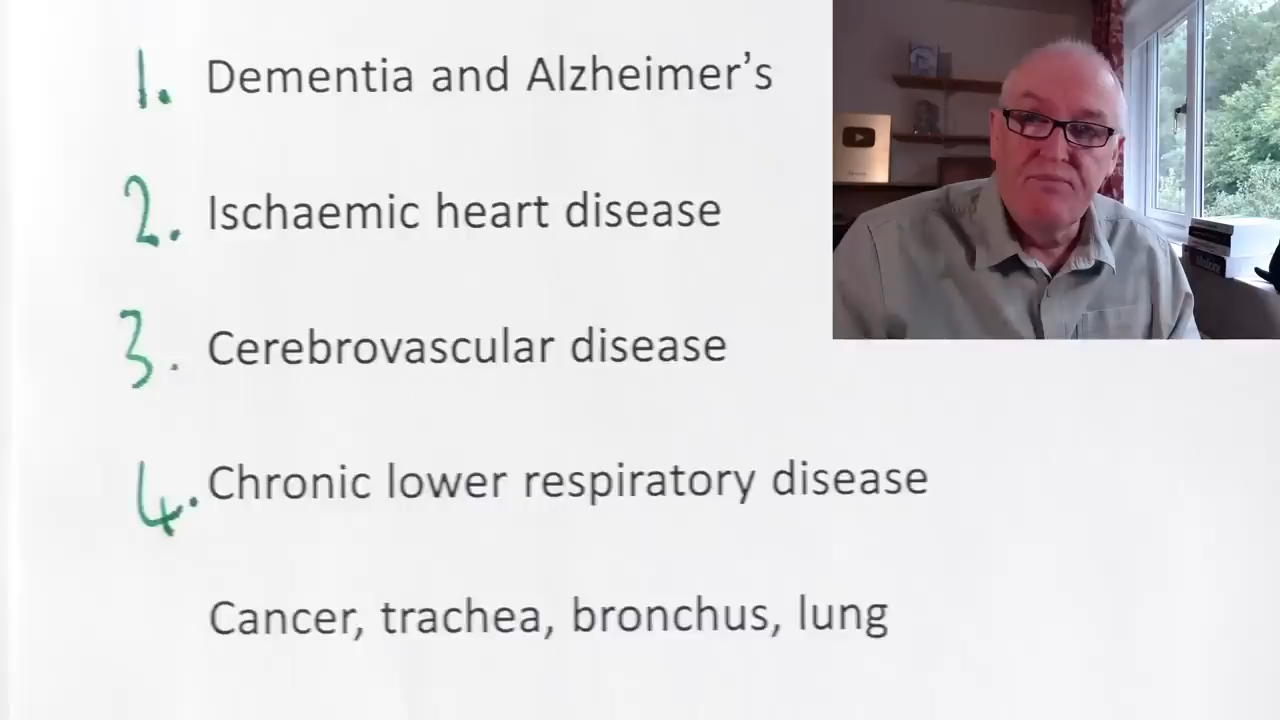 1. Dementia and Alzheimer’s
2. Ischaemic heart disease
3. Cerebrovascular disease
4. Chronic lower respiratory disease
Cancer, trachea, bronchus, lung